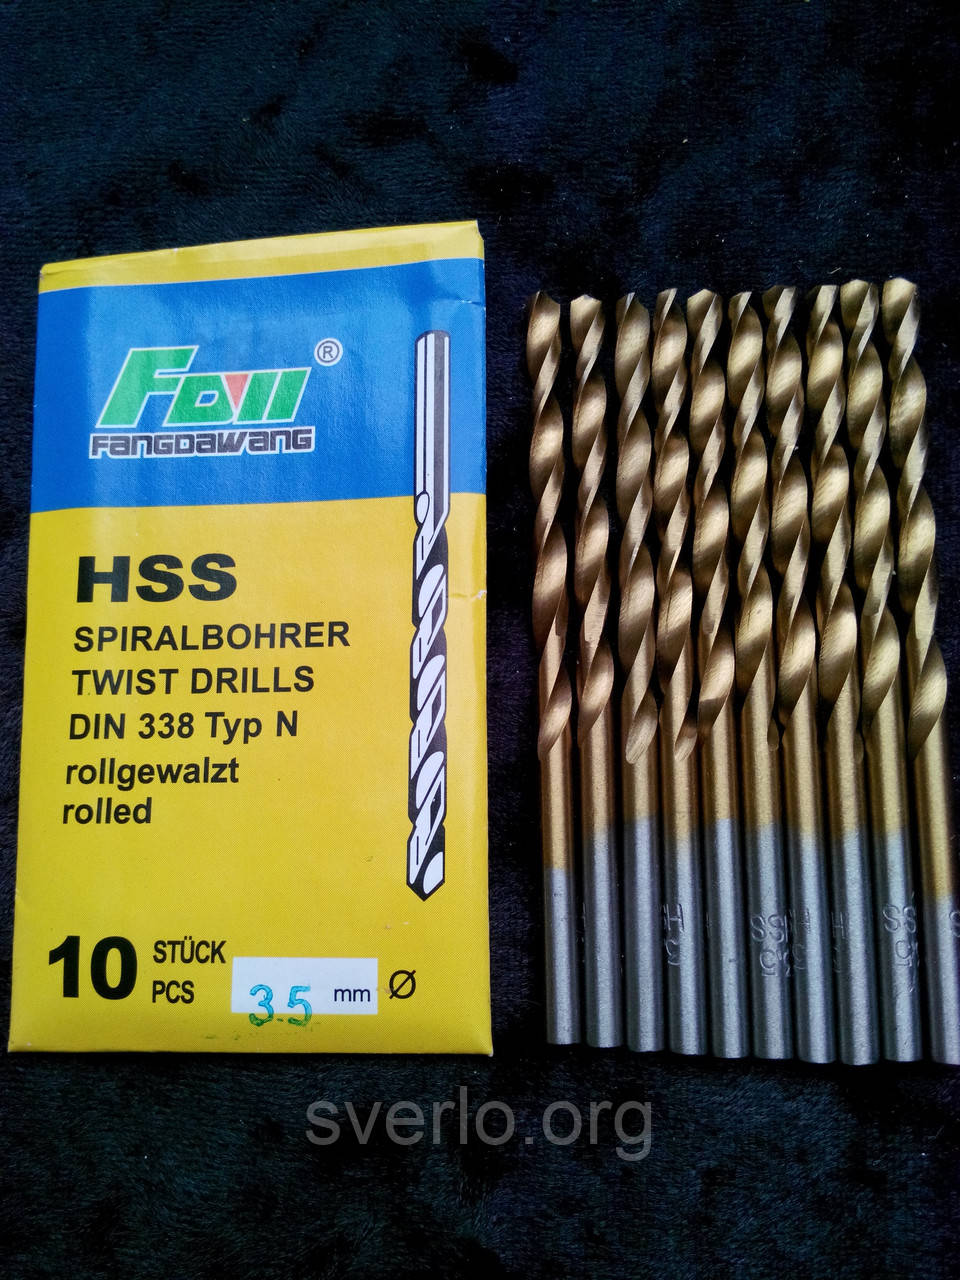 FDW ®
FANGDAWANG
HSS
SPIRALBOHRER
TWIST DRILLS
DIN 338 Typ N
rollgewalzt
rolled
10 STÜCK
PCS
3.5 mm Ø
sverlo.org